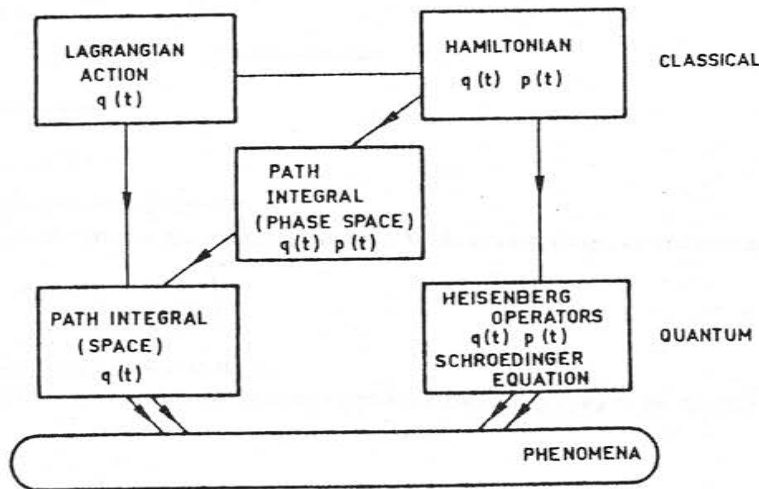 LAGRANGIAN
ACTION
q(t)
HAMILTONIAN
q(t) p(t)
CLASSICAL
PATH
INTEGRAL
(PHASE SPACE)
q(t) p(t)
PATH INTEGRAL
(SPACE)
q(t)
HEISENBERG
OPERATORS
q(t) p(t)
SCHROEDINGER
EQUATION
QUANTUM
PHENOMENA